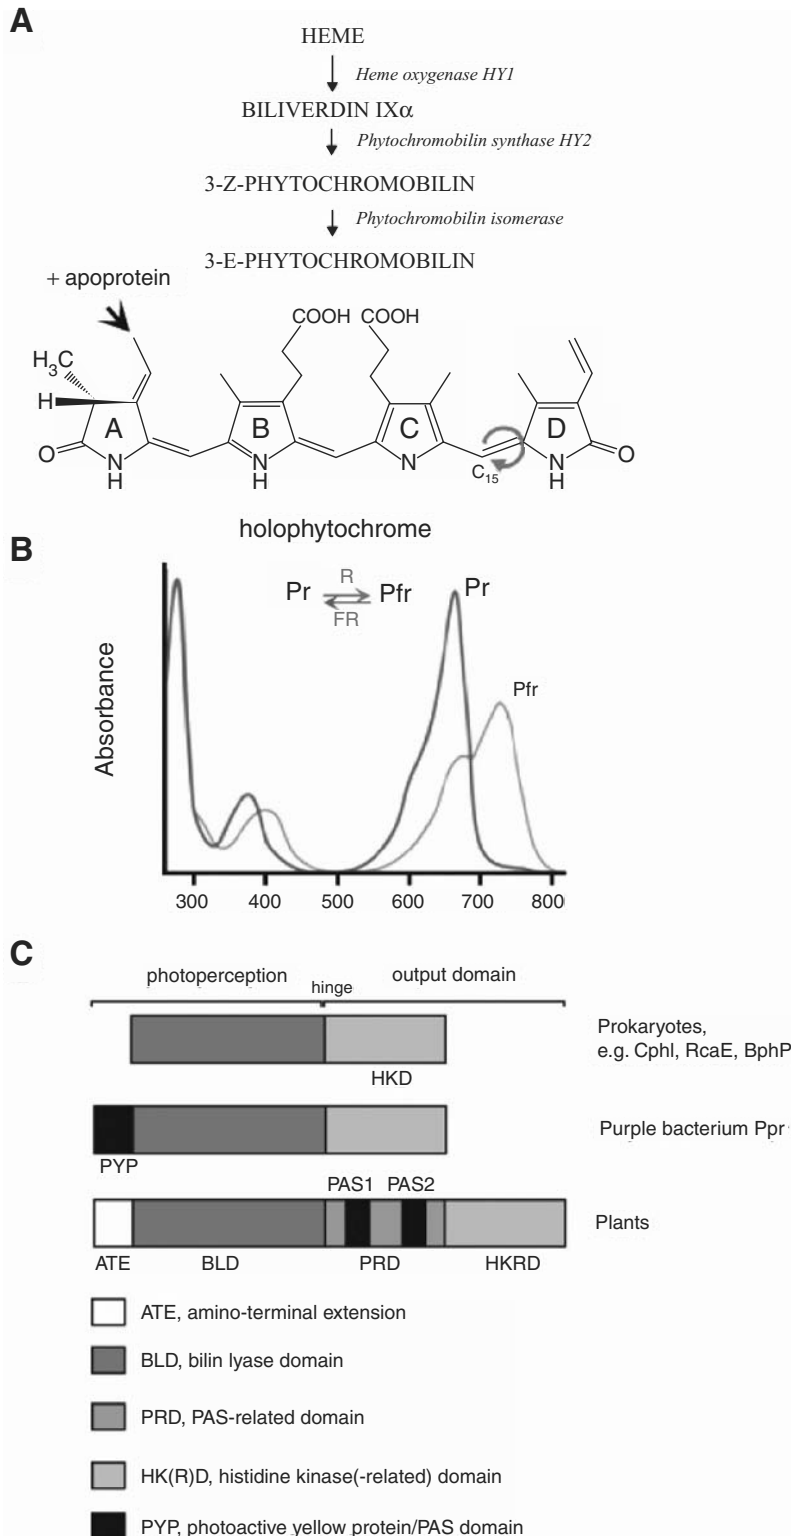 A
HEME
Heme oxygenase HY1
BILIVERDIN IXα
Phytochromobilin synthase HY2
3-Z-PHYTOCHROMOBILIN
Phytochromobilin isomerase
3-E-PHYTOCHROMOBILIN
+ apoprotein
COOH COOH
H3C
H
A B C D
O N N N N O
H H H
C15
holophytochrome
B
Pr R Pfr
FR
Pr
Pfr
Absorbance
300 400 500 600 700 800
C
photoperception hinge output domain
Prokaryotes,
e.g. Cphl, RcaE, BphP
HKD
Purple bacterium Ppr
PYP
PAS1 PAS2
Plants
ATE BLD PRD HKRD
ATE, amino-terminal extension
BLD, bilin lyase domain
PRD, PAS-related domain
HK(R)D, histidine kinase(-related) domain
PYP, photoactive yellow protein/PAS domain